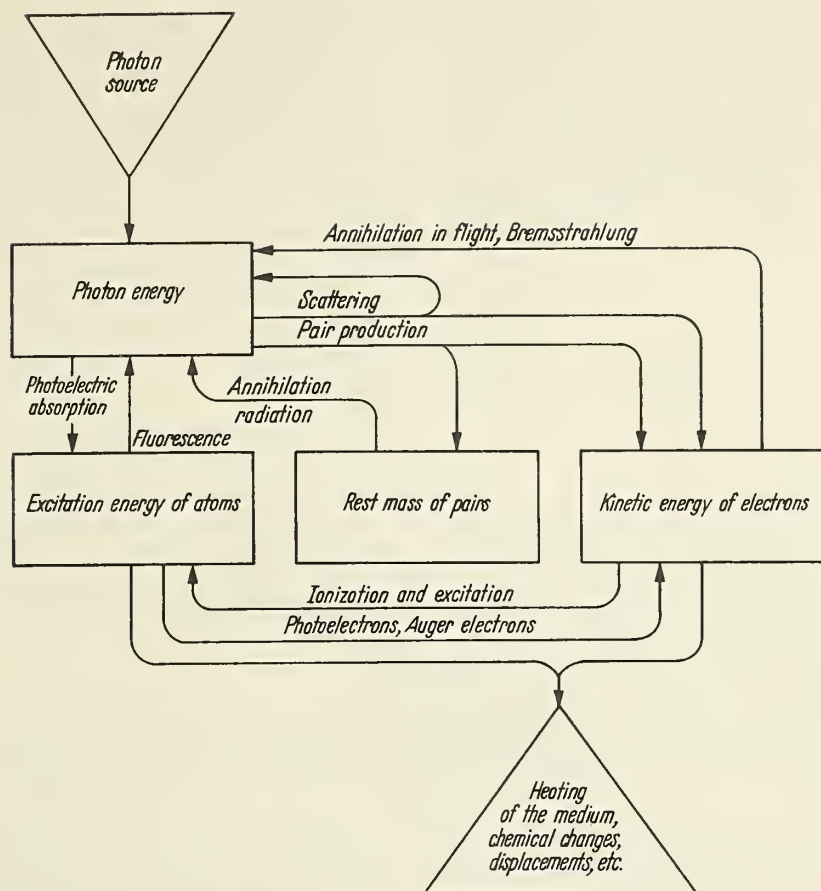 Photon
source
Annihilation in flight, Bremsstrahlung
Photon energy
Scattering
Pair production
Photoelectric
absorption
Annihilation
radiation
Fluorescence
Excitation energy of atoms
Rest mass of pairs
Kinetic energy of electrons
Ionization and excitation
Photoelectrons, Auger electrons
Heating
of the medium,
chemical changes,
displacements, etc.